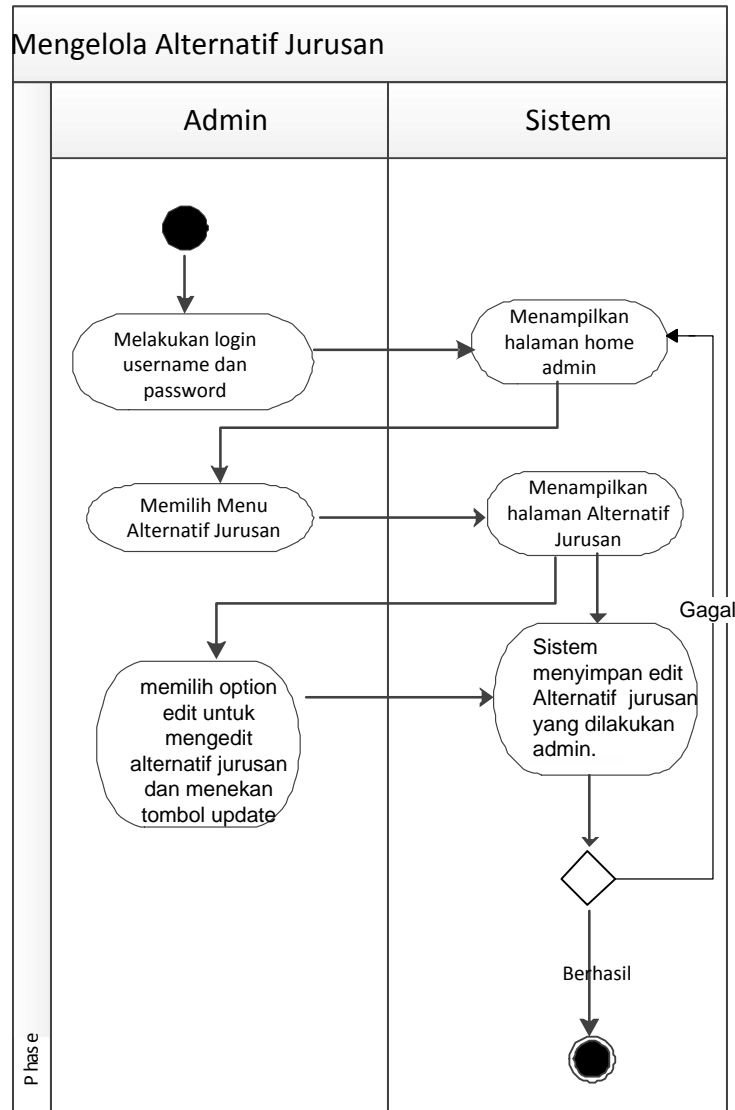 Mengelola Alternatif Jurusan
Admin
Sistem
Melakukan login
username dan
password
Menampilkan
halaman home
admin
Memilih Menu
Alternatif Jurusan
Menampilkan
halaman Alternatif
Jurusan
Gagal
memilih option
edit untuk
mengedit
alternatif jurusan
dan menekan
tombol update
Sistem
menyimpan edit
Alternatif jurusan
yang dilakukan
admin.
Berhasil
Phase